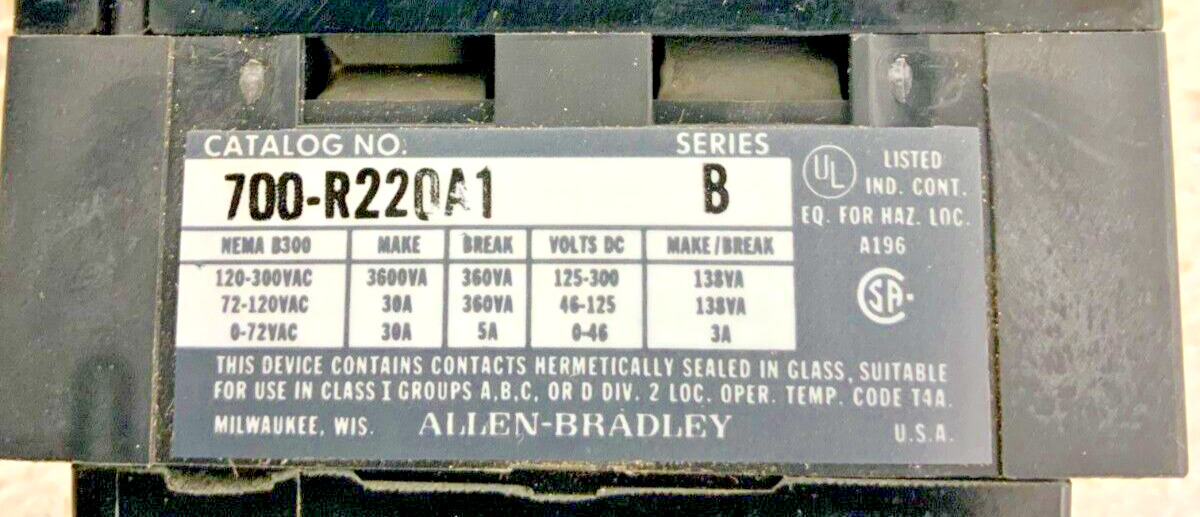 CATALOG NO. SERIES
700-R220A1 B
UL LISTED
IND. CONT.
EQ. FOR HAZ. LOC.
A196
NEMA B300 MAKE BREAK VOLTS DC MAKE/BREAK
120-300VAC 3600VA 360VA 125-300 138VA
72-120VAC 30A 360VA 46-125 138VA
0-72VAC 30A 5A 0-46 3A
SA
THIS DEVICE CONTAINS CONTACTS HERMETICALLY SEALED IN GLASS, SUITABLE
FOR USE IN CLASS I GROUPS A,B,C, OR D DIV. 2 LOC. OPER. TEMP. CODE T4A.
MILWAUKEE, WIS. ALLEN-BRADLEY U.S.A.